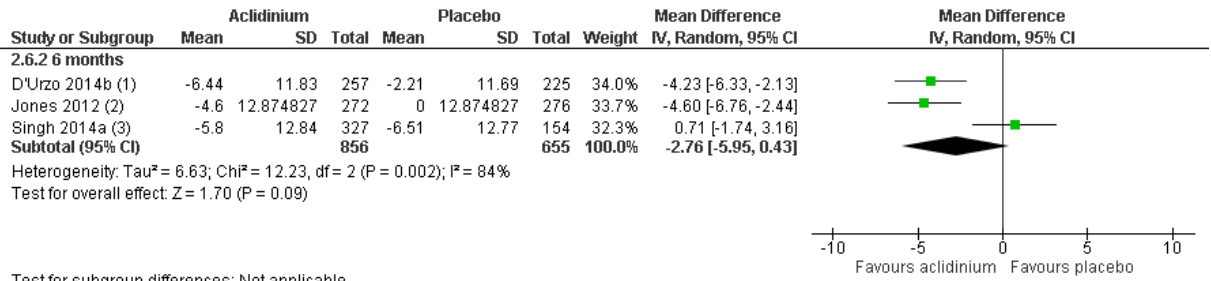 Aclidinium Placebo Mean Difference Mean Difference
Study or Subgroup Mean SD Total Mean SD Total Weight IV, Random, 95% CI IV, Random, 95% CI
2.6.2 6 months
D'Urzo 2014b (1) -6.44 11.83 257 -2.21 11.69 225 34.0% -4.23 [-6.33, -2.13]
Jones 2012 (2) -4.6 12.874827 272 0 12.874827 276 33.7% -4.60 [-6.76, -2.44]
Singh 2014a (3) -5.8 12.84 327 -6.51 12.77 154 32.3% 0.71 [-1.74, 3.16]
Subtotal (95% CI) 856 655 100.0% -2.76 [-5.95, 0.43]
Heterogeneity: Tau² = 6.63; Chi² = 12.23, df = 2 (P = 0.002); I² = 84%
Test for overall effect: Z = 1.70 (P = 0.09)
-10 -5 0 5 10
Favours aclidinium Favours placebo
Test for subgroup differences: Not applicable